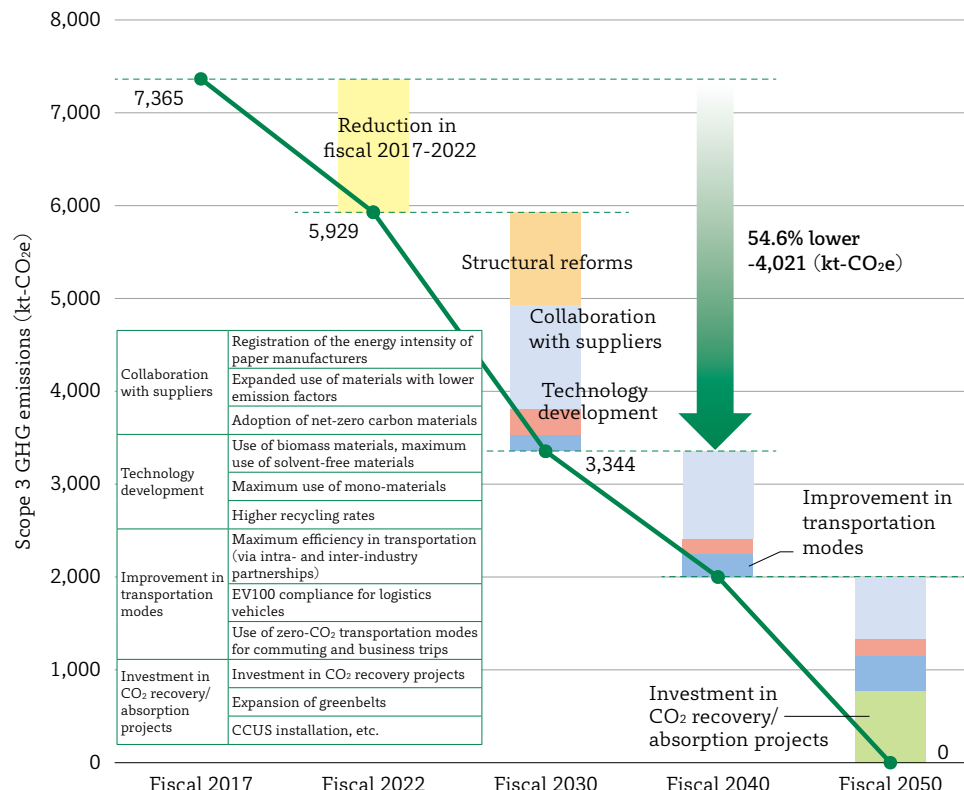 Scope 3 GHG emissions (kt-CO₂e)
8,000
7,000
6,000
5,000
4,000
3,000
2,000
1,000
0
7,365
Reduction in
fiscal 2017-2022
5,929
Structural reforms
54.6% lower
-4,021 (kt-CO₂e)
Collaboration
with suppliers
Technology
development
3,344
Improvement in
transportation
modes
Investment in
CO₂ recovery/
absorption projects
0
Collaboration
with suppliers
Registration of the energy intensity of
paper manufacturers
Expanded use of materials with lower
emission factors
Adoption of net-zero carbon materials
Technology
development
Use of biomass materials, maximum
use of solvent-free materials
Maximum use of mono-materials
Higher recycling rates
Improvement in
transportation
modes
Maximum efficiency in transportation
(via intra- and inter-industry
partnerships)
EV100 compliance for logistics
vehicles
Use of zero-CO₂ transportation modes
for commuting and business trips
Investment in
CO₂ recovery/
absorption
projects
Investment in CO₂ recovery projects
Expansion of greenbelts
CCUS installation, etc.
Fiscal 2017
Fiscal 2022
Fiscal 2030
Fiscal 2040
Fiscal 2050